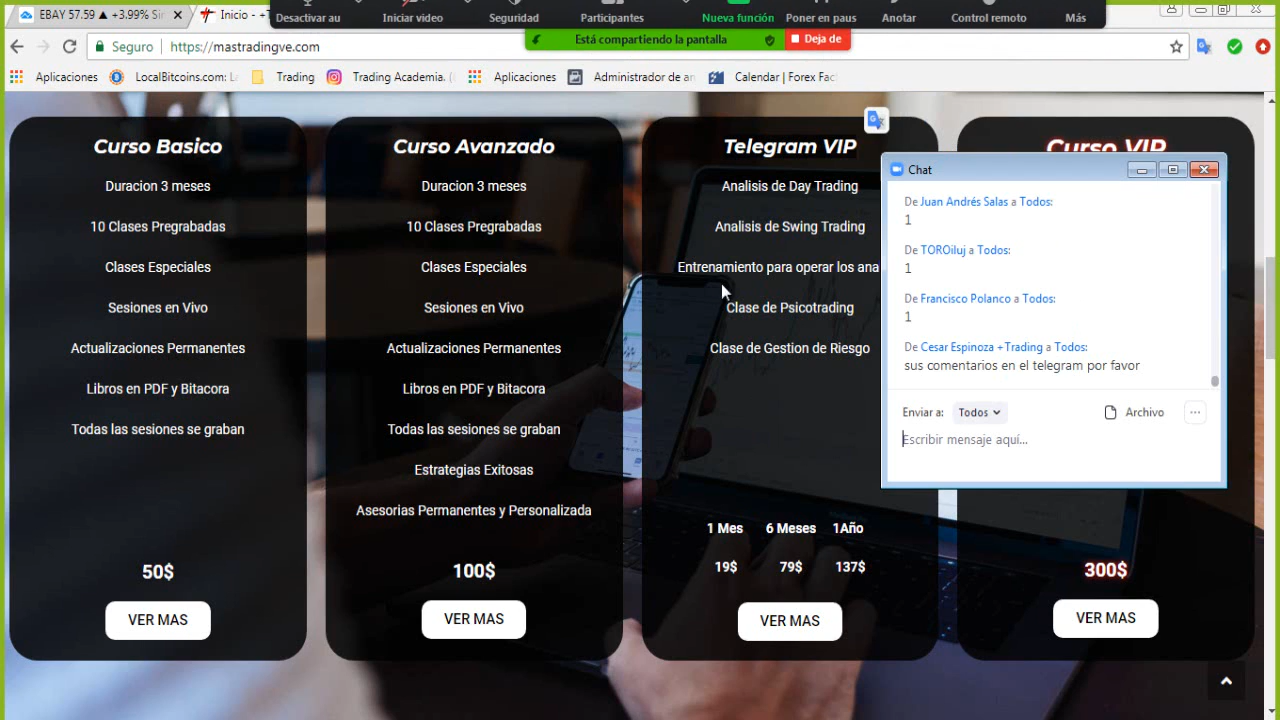 EBAY 57.59 ▲ +3.99% Sin
Inicio - +T
Desactivar au
Iniciar video
Seguridad
Participantes
Nueva función
Poner en paus
Anotar
Control remoto
Más
Está compartiendo la pantalla
Deja de
Seguro
https://mastradingve.com
Aplicaciones
LocalBitcoins.com: L
Trading
Trading Academia. (
Aplicaciones
Administrador de an
Calendar | Forex Fac
Curso Basico
Duracion 3 meses
10 Clases Pregrabadas
Clases Especiales
Sesiones en Vivo
Actualizaciones Permanentes
Libros en PDF y Bitacora
Todas las sesiones se graban
50$
VER MAS
Curso Avanzado
Duracion 3 meses
10 Clases Pregrabadas
Clases Especiales
Sesiones en Vivo
Actualizaciones Permanentes
Libros en PDF y Bitacora
Todas las sesiones se graban
Estrategias Exitosas
Asesorias Permanentes y Personalizada
100$
VER MAS
Telegram VIP
Analisis de Day Trading
Analisis de Swing Trading
Entrenamiento para operar los ana
Clase de Psicotrading
Clase de Gestion de Riesgo
1 Mes 6 Meses 1Año
19$ 79$ 137$
VER MAS
Curso VIP
300$
VER MAS
Chat
De Juan Andrés Salas a Todos:
1
De TOROiluj a Todos:
1
De Francisco Polanco a Todos:
1
De Cesar Espinoza +Trading a Todos:
sus comentarios en el telegram por favor
Enviar a: Todos
Archivo
Escribir mensaje aquí...